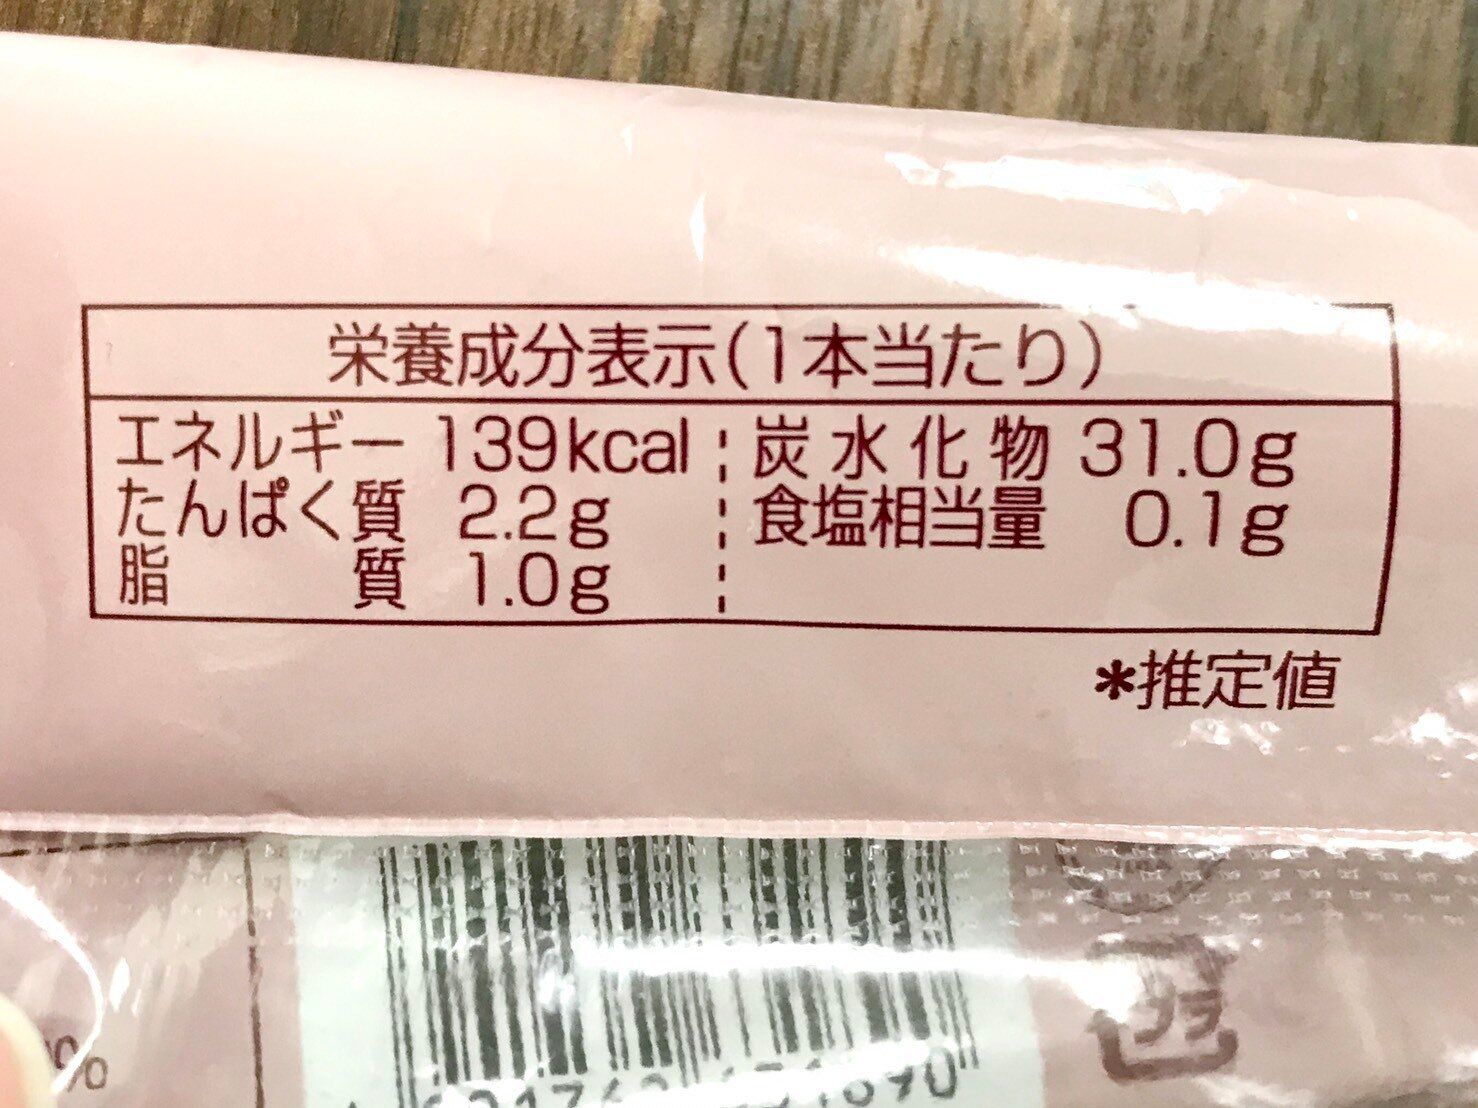 栄養成分表示(1本当たり)
エネルギー 139kcal
たんぱく質 2.2g
脂質 1.0g
炭水化物 31.0g
食塩相当量 0.1g
*推定値
%
プラ